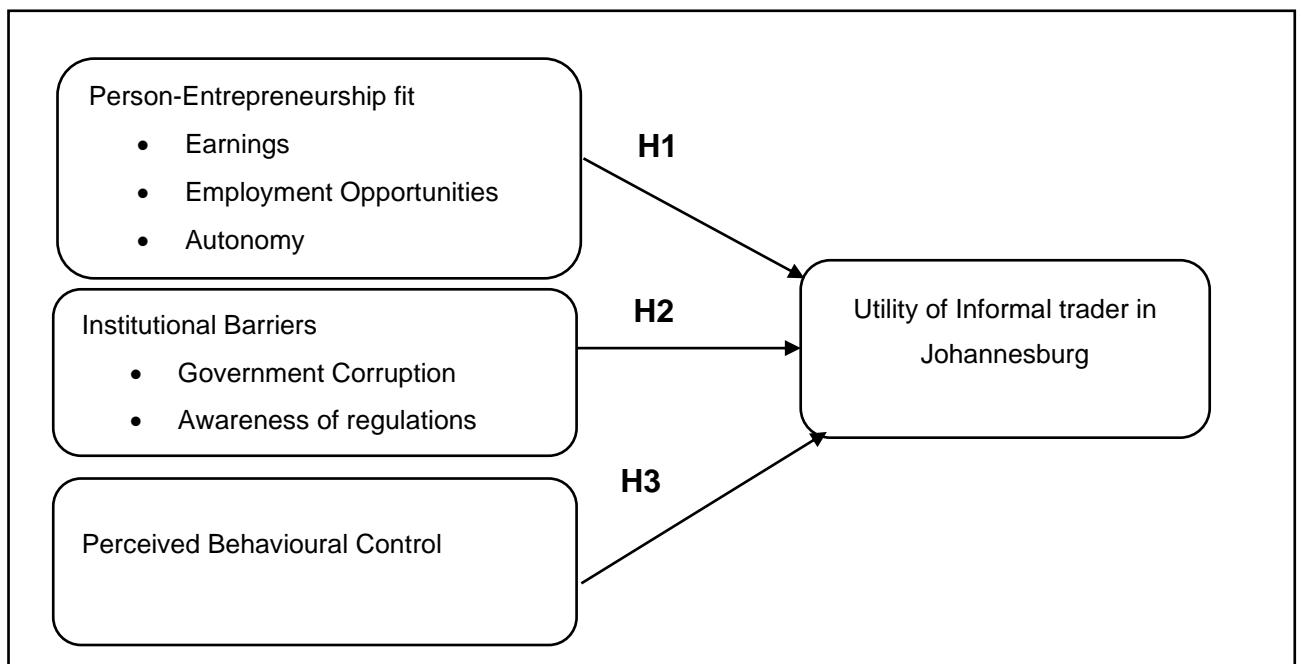 Person-Entrepreneurship fit
• Earnings
• Employment Opportunities
• Autonomy
H1
Institutional Barriers
• Government Corruption
• Awareness of regulations
H2
Utility of Informal trader in
Johannesburg
Perceived Behavioural Control
H3